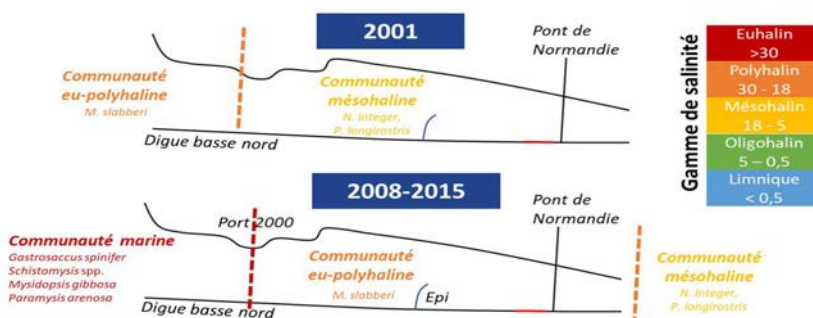 2001
Pont de
Normandie
Communauté
eu-polyhaline
M. slabberi
Communauté
mésohaline
N. Integer,
P. longirostris
Digue basse nord
2008-2015
Pont de
Normandie
Port 2000
Communauté marine
Gastrosaccus spinifer
Schistomysis spp.
Mysidopsis gibbosa
Paramysis arenosa
Communauté
eu-polyhaline
M. slabberi
Epi
Digue basse nord
Communauté
mésohaline
N. Integer,
P. longirostris
Gamme de salinité
Euhalin
>30
Polyhalin
30 - 18
Mésohalin
18 - 5
Oligohalin
5 – 0,5
Limnique
< 0,5